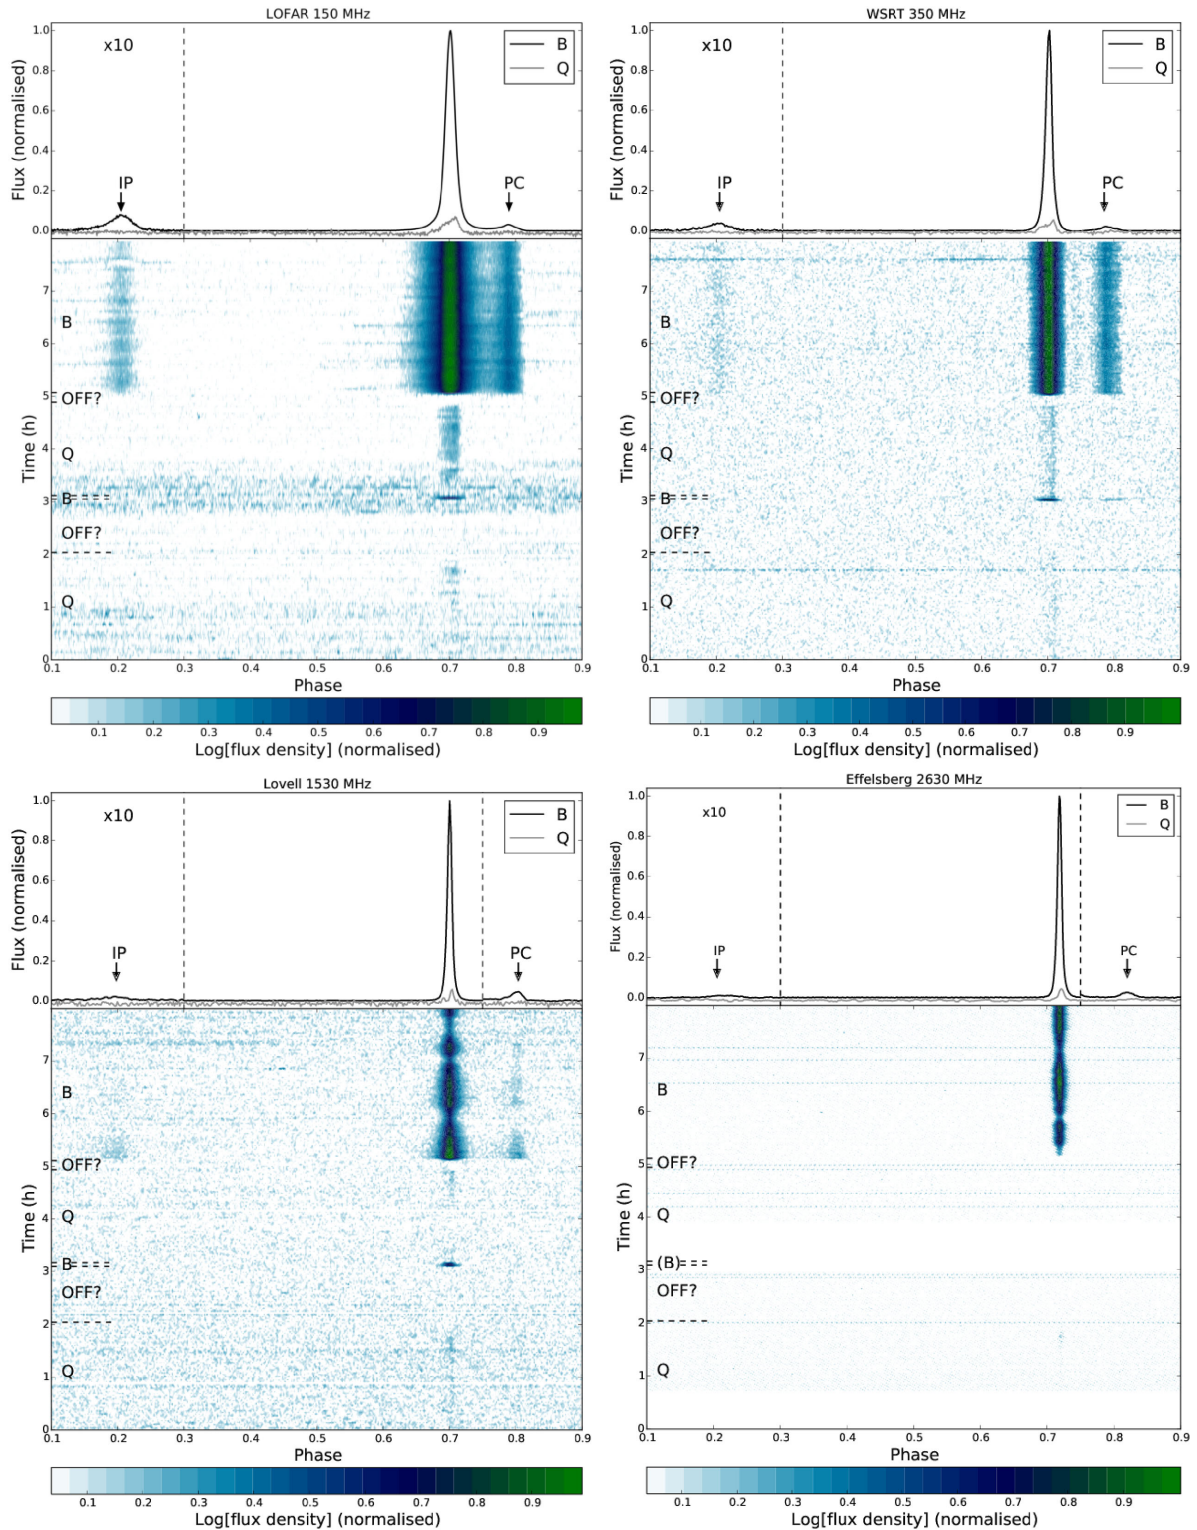 LOFAR 150 MHz
x10
B
Q
IP
PC
Flux (normalised)
1.0
0.8
0.6
0.4
0.2
0.0
B
OFF?
Q
B
OFF?
Q
Time (h)
7
6
5
4
3
2
1
0
0.1 0.2 0.3 0.4 0.5 0.6 0.7 0.8 0.9
Phase
0.1 0.2 0.3 0.4 0.5 0.6 0.7 0.8 0.9
Log[flux density] (normalised)
WSRT 350 MHz
x10
B
Q
IP
PC
Flux (normalised)
1.0
0.8
0.6
0.4
0.2
0.0
B
OFF?
Q
B
OFF?
Q
Time (h)
7
6
5
4
3
2
1
0
0.1 0.2 0.3 0.4 0.5 0.6 0.7 0.8 0.9
Phase
0.1 0.2 0.3 0.4 0.5 0.6 0.7 0.8 0.9
Log[flux density] (normalised)
Lovell 1530 MHz
x10
B
Q
IP
PC
Flux (normalised)
1.0
0.8
0.6
0.4
0.2
0.0
B
OFF?
Q
B
OFF?
Q
Time (h)
7
6
5
4
3
2
1
0
0.1 0.2 0.3 0.4 0.5 0.6 0.7 0.8 0.9
Phase
0.1 0.2 0.3 0.4 0.5 0.6 0.7 0.8 0.9
Log[flux density] (normalised)
Effelsberg 2630 MHz
x10
B
Q
IP
PC
Flux (normalised)
1.0
0.8
0.6
0.4
0.2
0.0
B
OFF?
Q
(B)
OFF?
Q
Time (h)
7
6
5
4
3
2
1
0
0.1 0.2 0.3 0.4 0.5 0.6 0.7 0.8 0.9
Phase
0.1 0.2 0.3 0.4 0.5 0.6 0.7 0.8 0.9
Log[flux density] (normalised)